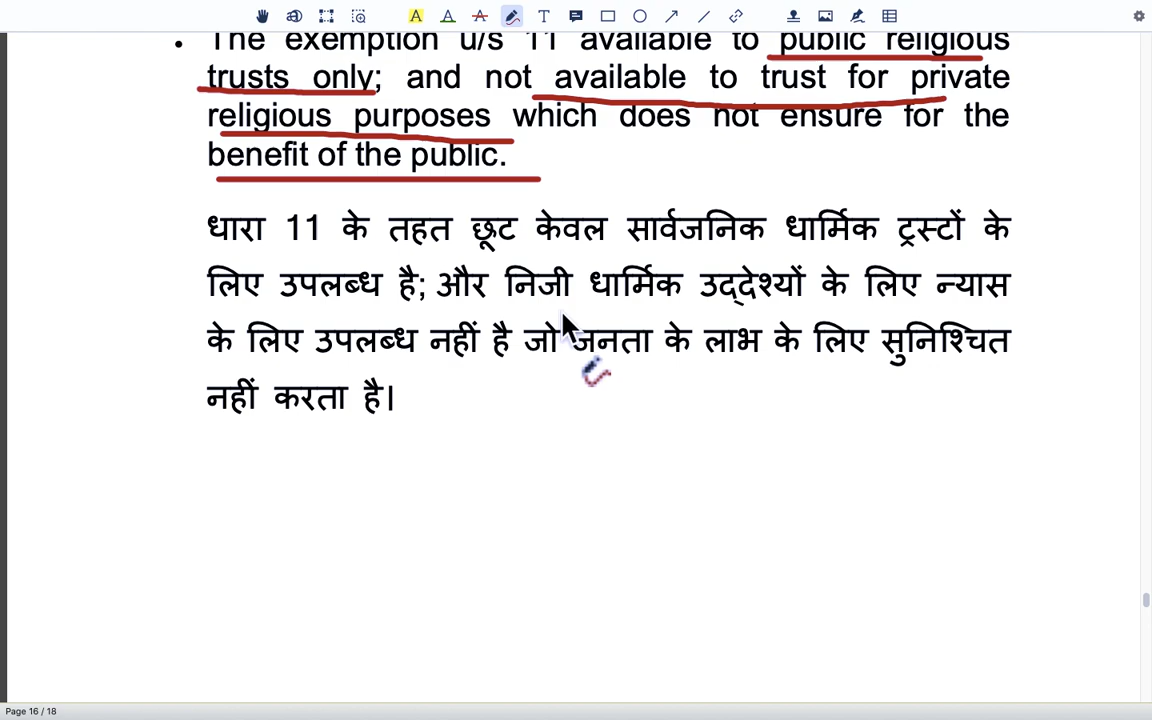 • The exemption u/s 11 available to public religious
trusts only; and not available to trust for private
religious purposes which does not ensure for the
benefit of the public.
धारा 11 के तहत छूट केवल सार्वजनिक धार्मिक ट्रस्टों के
लिए उपलब्ध है; और निजी धार्मिक उद्देश्यों के लिए न्यास
के लिए उपलब्ध नहीं है जो जनता के लाभ के लिए सुनिश्चित
नहीं करता है।
Page 16 / 18